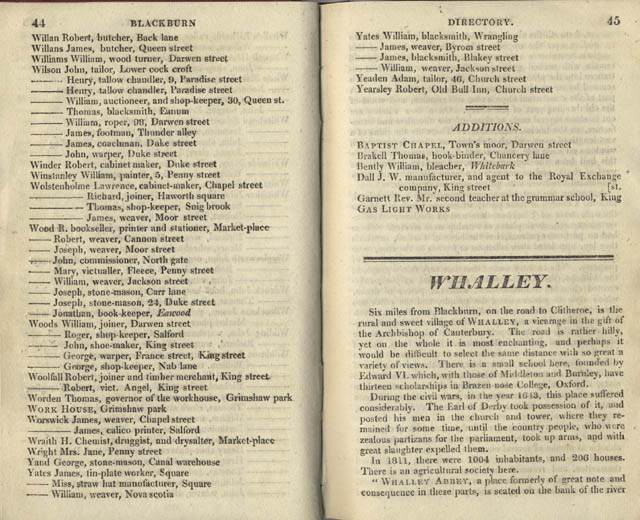 44 BLACKBURN
Willan Robert, butcher, Back lane
Willans James, butcher, Queen street
Williams William, wood turner, Darwen street
Wilson John, tailor, Lower cock croft
—— Henry, tallow chandler, 9, Paradise street
—— Henry, tallow chandler, Paradise street
—— William, auctioneer, and shop-keeper, 30, Queen st.
—— Thomas, blacksmith, Eanum
—— William, roper, 98, Darwen street
—— James, footman, Thunder alley
—— James, coachman, Duke street
—— John, warper, Duke street
Winder Robert, cabinet maker, Duke street
Winstanley William, painter, 5, Penny street
Wolstenholme Lawrence, cabinet-maker, Chapel street
—— Richard, joiner, Haworth square
—— Thomas, shop-keeper, Snig brook
—— James, weaver, Moor street
Wood R. bookseller, printer and stationer, Market-place
—— Robert, weaver, Cannon street
—— Joseph, weaver, Moor street
—— John, commissioner, North gate
—— Mary, victualler, Fleece, Penny street
—— William, weaver, Jackson street
—— Joseph, stone-mason, Carr lane
—— Joseph, stone-mason, 24, Duke street
—— Jonathan, book-keeper, Eawood
Woods William, joiner, Darwen street
—— Roger, shop-keeper, Salford
—— John, shoe-maker, King street
—— George, warper, France street, King street
—— George, shop-keeper, Nab lane
Woolfall Robert, joiner and timber merchant, King street
—— Robert, vict. Angel, King street
Worden Thomas, governor of the workhouse, Grimshaw park
WORK HOUSE, Grimshaw park
Worswick James, weaver, Chapel street
—— James, calico printer, Salford
Wraith H. Chemist, druggist, and drysalter, Market-place
Wright Mrs. Jane, Penny street
Yand George, stone-mason, Canal warehouse
Yates James, tin-plate worker, Square
—— Miss, straw hat manufacturer, Square
—— William, weaver, Nova scotia
DIRECTORY. 45
Yates William, blacksmith, Wrangling
—— James, weaver, Byrom street
—— James, blacksmith, Blakey street
—— William, weaver, Jackson street
Yeaden Adam, tailor, 46, Church street
Yearsley Robert, Old Bull Inn, Church street
ADDITIONS.
BAPTIST CHAPEL, Town's moor, Darwen street
Brakell Thomas, book-binder, Chancery lane
Bently William, bleacher, Whitebirk
Dall J. W. manufacturer, and agent to the Royal Exchange
company, King street [st.
Garnett Rev. Mr. second teacher at the grammar school, King
GAS LIGHT WORKS
WHALLEY.
Six miles from Blackburn, on the road to Clitheroe, is the
rural and sweet village of WHALLEY, a vicarage in the gift of
the Archbishop of Canterbury. The road is rather hilly,
yet on the whole it is most enchanting, and perhaps it
would be difficult to select the same distance with so great a
variety of views. There is a small school here, founded by
Edward VI. which, with those of Middleton and Burnley, have
thirteen scholarships in Brazen nose College, Oxford.
During the civil wars, in the year 1643, this place suffered
considerably. The Earl of Derby took possession of it, and
posted his men in the church and tower, where they re-
mained for some time, until the country people, who were
zealous partizans for the parliament, took up arms, and with
great slaughter expelled them.
In 1811, there were 1004 inhabitants, and 206 houses.
There is an agricultural society here.
" WHALLEY ABBEY, a place formerly of great note and
consequence in these parts, is seated on the bank of the river